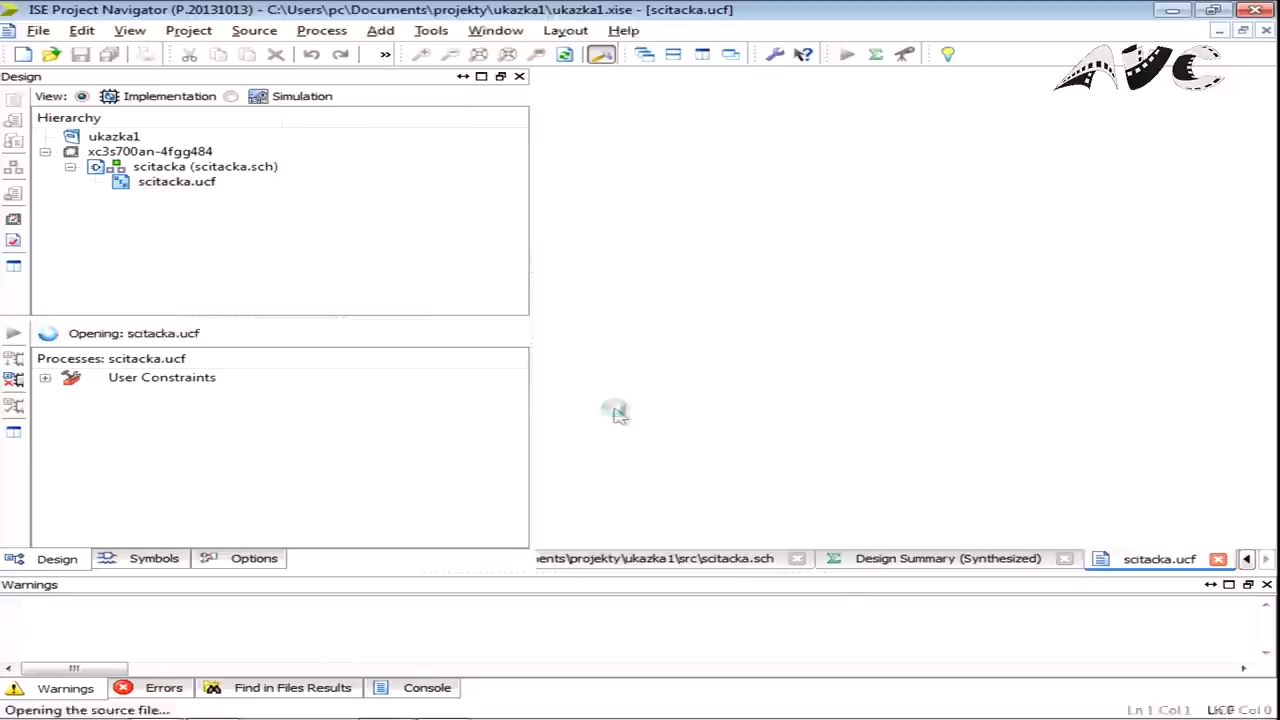 ISE Project Navigator (P.20131013) - C:\Users\pc\Documents\projekty\ukazka1\ukazka1.xise - [scitacka.ucf]
File Edit View Project Source Process Add Tools Window Layout Help
»
AVC
Design
View: Implementation Simulation
Hierarchy
ukazka1
xc3s700an-4fgg484
scitacka (scitacka.sch)
scitacka.ucf
Opening: scitacka.ucf
Processes: scitacka.ucf
User Constraints
Design Symbols Options
ents\projekty\ukazka1\src\scitacka.sch Design Summary (Synthesized) scitacka.ucf
Warnings
Warnings Errors Find in Files Results Console
Opening the source file... Ln 1 Col 1